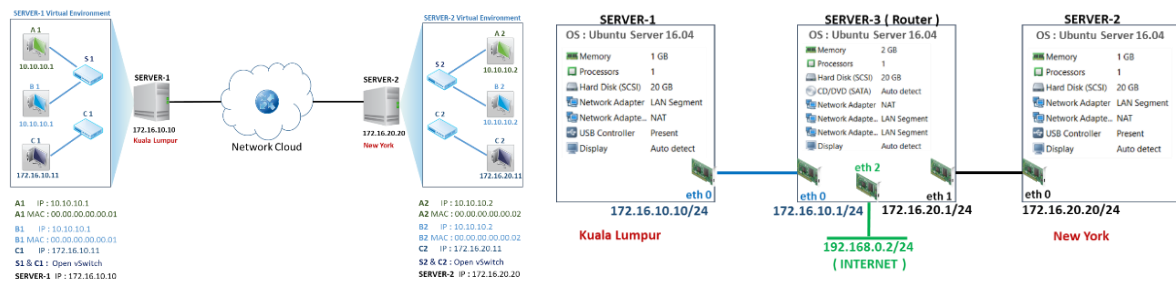 SERVER-1 Virtual Environment
A 1
10.10.10.1
S 1
B 1
10.10.10.1
C 1
C 1
172.16.10.11
SERVER-1
172.16.10.10
Kuala Lumpur
Network Cloud
SERVER-2
172.16.20.20
New York
SERVER-2 Virtual Environment
A 2
10.10.10.2
S 2
B 2
10.10.10.2
C 2
C 2
172.16.20.11
A1 IP : 10.10.10.1
A1 MAC : 00.00.00.00.00.01
B1 IP : 10.10.10.1
B1 MAC : 00.00.00.00.00.01
C1 IP : 172.16.10.11
S1 & C1 : Open vSwitch
SERVER-1 IP : 172.16.10.10
A2 IP : 10.10.10.2
A2 MAC : 00.00.00.00.00.02
B2 IP : 10.10.10.2
B2 MAC : 00.00.00.00.00.02
C2 IP : 172.16.20.11
S2 & C2 : Open vSwitch
SERVER-2 IP : 172.16.20.20
SERVER-1
OS : Ubuntu Server 16.04
Memory 1 GB
Processors 1
Hard Disk (SCSI) 20 GB
Network Adapter LAN Segment
Network Adapte... NAT
USB Controller Present
Display Auto detect
eth 0
172.16.10.10/24
Kuala Lumpur
SERVER-3 ( Router )
OS : Ubuntu Server 16.04
Memory 2 GB
Processors 1
Hard Disk (SCSI) 20 GB
CD/DVD (SATA) Auto detect
Network Adapter NAT
Network Adapte... LAN Segment
Network Adapte... LAN Segment
Display Auto detect
eth 0
eth 2
eth 1
172.16.10.1/24
172.16.20.1/24
192.168.0.2/24
( INTERNET )
SERVER-2
OS : Ubuntu Server 16.04
Memory 1 GB
Processors 1
Hard Disk (SCSI) 20 GB
Network Adapter LAN Segment
Network Adapte... NAT
USB Controller Present
Display Auto detect
eth 0
172.16.20.20/24
New York